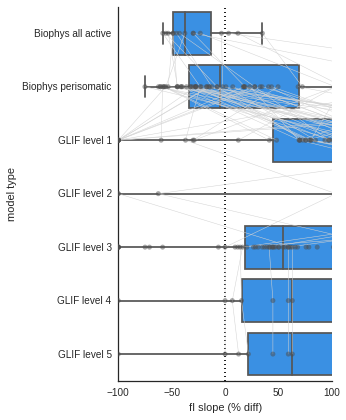 Biophys all active
Biophys perisomatic
GLIF level 1
GLIF level 2
GLIF level 3
GLIF level 4
GLIF level 5
model type
−100
−50
0
50
100
fI slope (% diff)